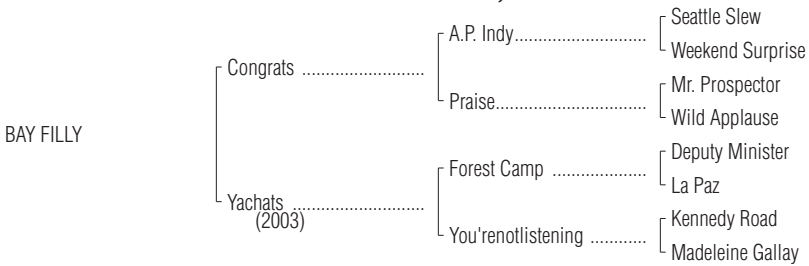 Seattle Slew
A.P. Indy............................
Weekend Surprise
Congrats ..........................
Mr. Prospector
Praise................................
Wild Applause
BAY FILLY
Deputy Minister
Forest Camp ....................
La Paz
Yachats ............................
(2003)
Kennedy Road
You'renotlistening ............
Madeleine Gallay